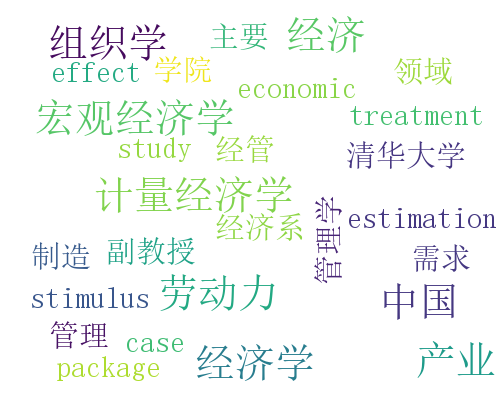 组织学 主要 经济
effect 学院 economic 领域
宏观经济学 treatment
study 经管 清华大学
计量经济学
经济系 管理学 estimation
制造 副教授 需求
stimulus 劳动力 中国
管理 case
package 经济学 产业